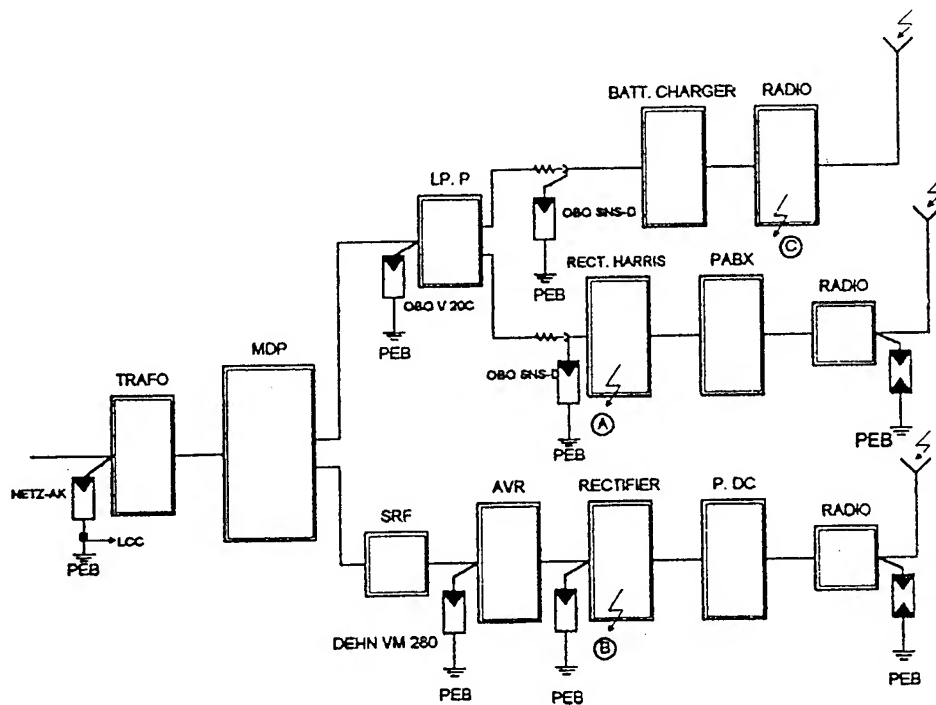 BATT. CHARGER
RADIO
LP. P
OBO SNS-D
PEB
C
RECT. HARRIS
PABX
RADIO
OBO V 20C
PEB
OBO SNS-D
PEB
A
PEB
MDP
TRAFO
NETZ-AK
LCC
PEB
SRF
AVR
RECTIFIER
P. DC
RADIO
DEHN VM 280
PEB
PEB
B
PEB